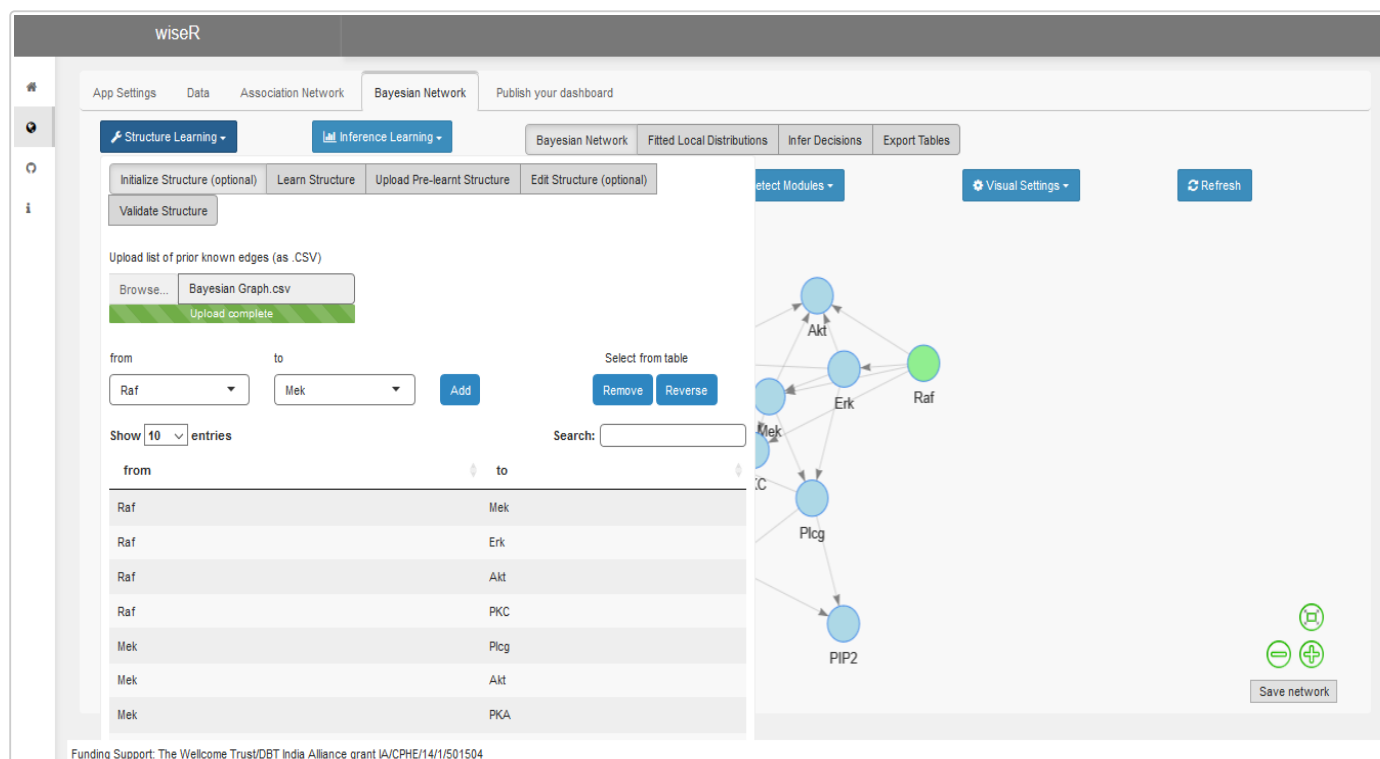 wiseR
App Settings Data Association Network Bayesian Network Publish your dashboard
Structure Learning Inference Learning Bayesian Network Fitted Local Distributions Infer Decisions Export Tables
Initialize Structure (optional) Learn Structure Upload Pre-learnt Structure Edit Structure (optional)
etect Modules Visual Settings Refresh
Validate Structure
Upload list of prior known edges (as .CSV)
Browse... Bayesian Graph.csv
Upload complete
from to Select from table
Raf Mek Add Remove Reverse
Show 10 entries Search:
from to
Raf Mek
Raf Erk
Raf Akt
Raf PKC
Mek Plcg
Mek Akt
Mek PKA
Akt
Erk
Raf
Mek
C
Plcg
PIP2
Save network
Funding Support: The Wellcome Trust/DBT India Alliance grant IA/CPHE/14/1/501504